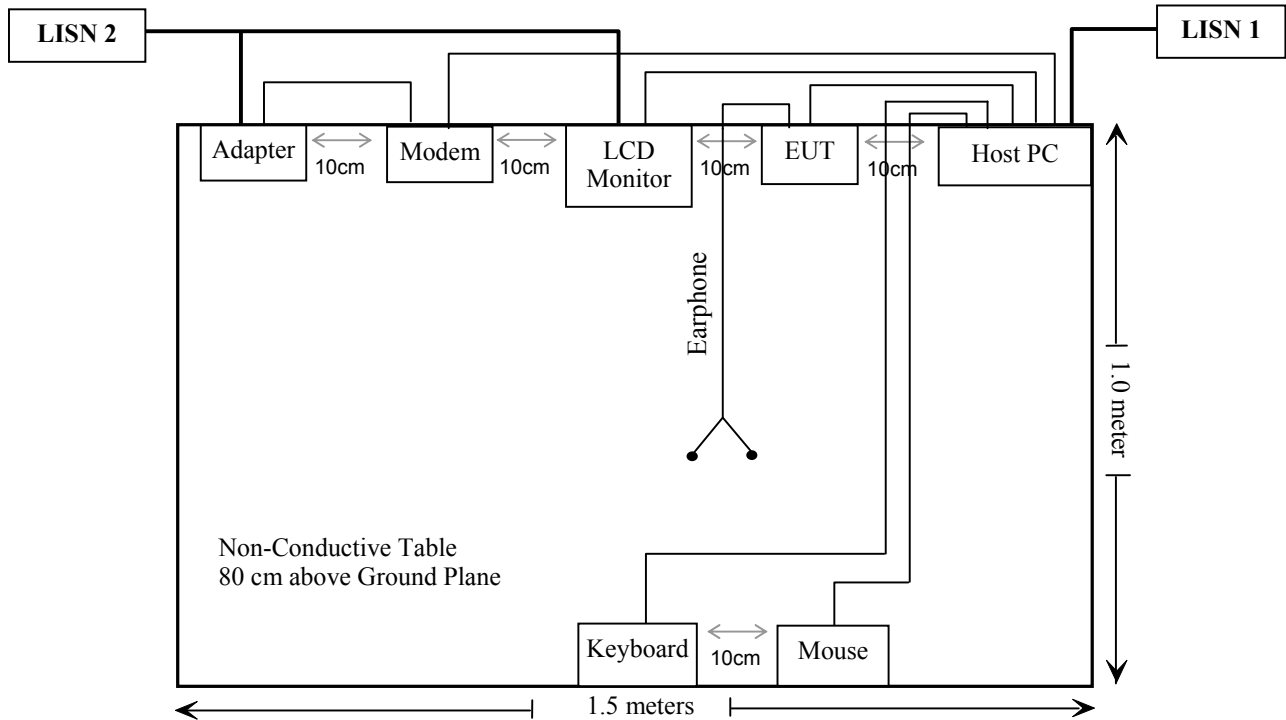 LISN 2
LISN 1
Adapter
10cm
Modem
10cm
LCD
Monitor
10cm
EUT
10cm
Host PC
Earphone
1.0 meter
Non-Conductive Table
80 cm above Ground Plane
Keyboard
10cm
Mouse
1.5 meters